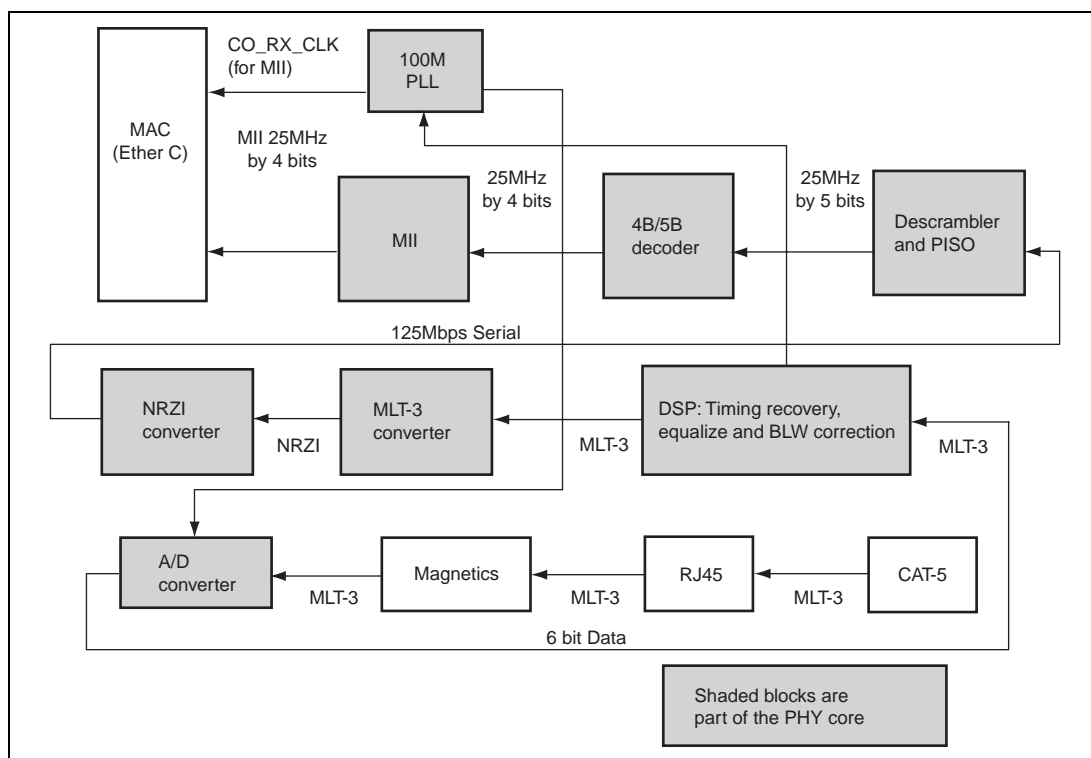 CO_RX_CLK
(for MII)
100M
PLL
MAC
(Ether C)
MII 25MHz
by 4 bits
MII
25MHz
by 4 bits
4B/5B
decoder
25MHz
by 5 bits
Descrambler
and PISO
125Mbps Serial
NRZI
converter
NRZI
MLT-3
converter
MLT-3
DSP: Timing recovery,
equalize and BLW correction
MLT-3
A/D
converter
MLT-3
Magnetics
MLT-3
RJ45
MLT-3
CAT-5
6 bit Data
Shaded blocks are
part of the PHY core